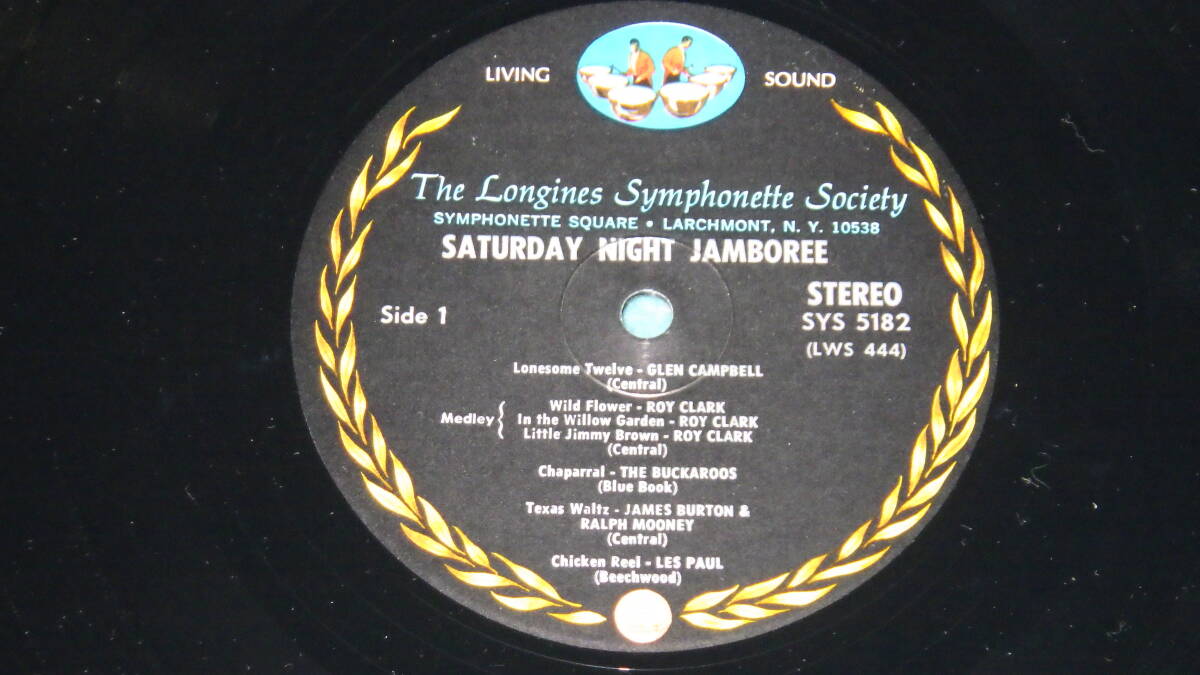 LIVING SOUND
The Longines Symphonette Society
SYMPHONETTE SQUARE • LARCHMONT, N. Y. 10538
SATURDAY NIGHT JAMBOREE
Side 1
STEREO
SYS 5182
(LWS 444)
Lonesome Twelve - GLEN CAMPBELL
(Central)
Medley {
Wild Flower - ROY CLARK
In the Willow Garden - ROY CLARK
Little Jimmy Brown - ROY CLARK
(Central)
Chaparral - THE BUCKAROOS
(Blue Book)
Texas Waltz - JAMES BURTON &
RALPH MOONEY
(Central)
Chicken Reel - LES PAUL
(Beechwood)